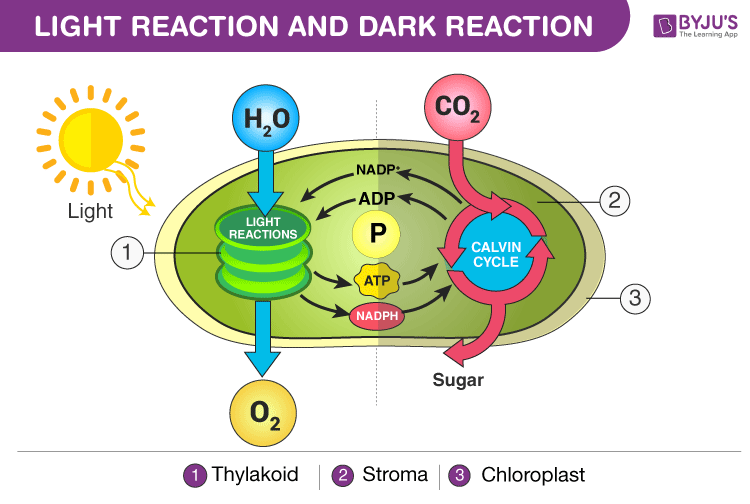 LIGHT REACTION AND DARK REACTION
BYJU'S
The Learning App
H₂O
CO₂
Light
NADP⁺
ADP
P
ATP
NADPH
LIGHT
REACTIONS
CALVIN
CYCLE
1
2
3
O₂
Sugar
1 Thylakoid
2 Stroma
3 Chloroplast